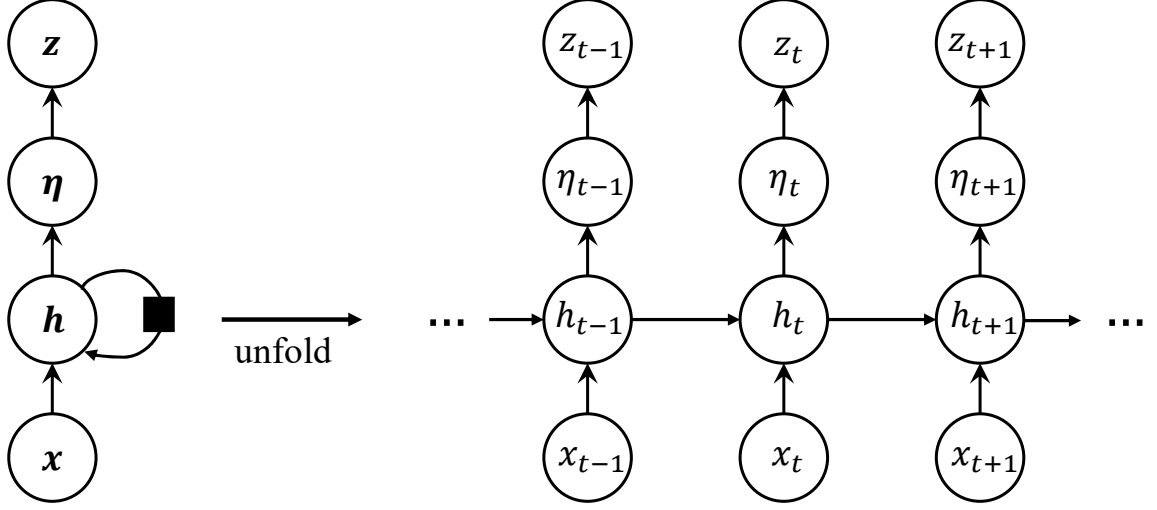 z z_{t−1} z_t z_{t+1}
η η_{t−1} η_t η_{t+1}
h unfold ... h_{t−1} h_t h_{t+1} ...
x x_{t−1} x_t x_{t+1}